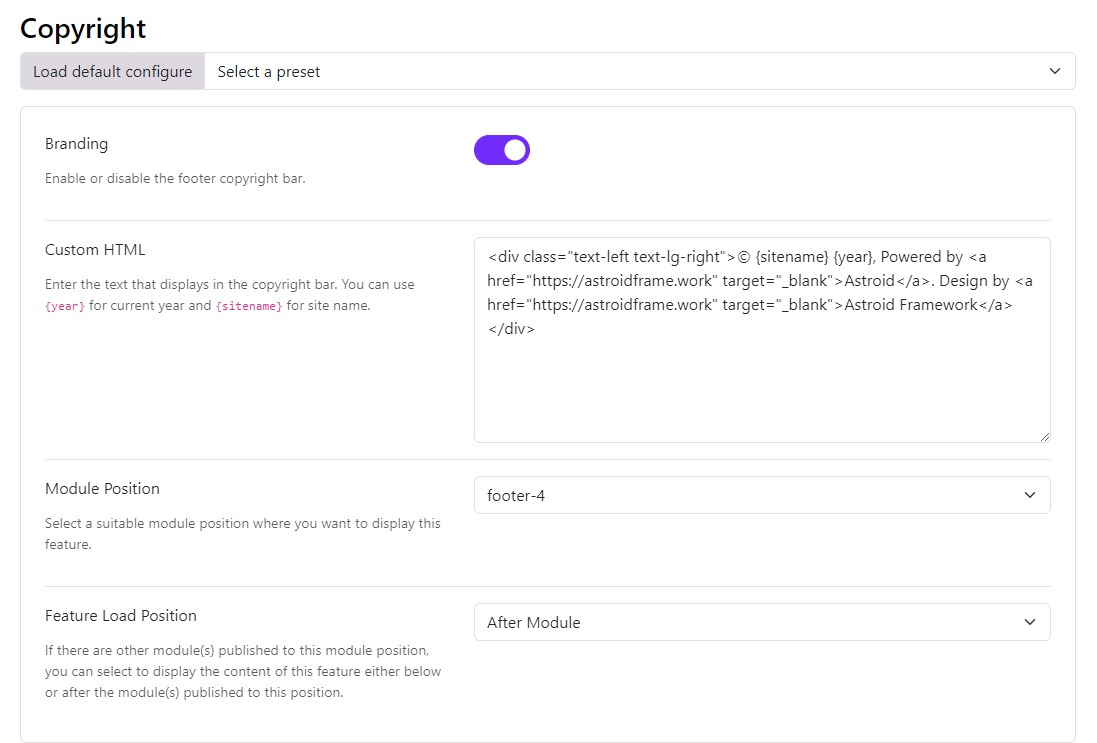 Copyright
Load default configure Select a preset
Branding
Enable or disable the footer copyright bar.
Custom HTML
Enter the text that displays in the copyright bar. You can use
{year} for current year and {sitename} for site name.
<div class="text-left text-lg-right">© {sitename} {year}, Powered by <a
href="https://astroidframe.work" target="_blank">Astroid</a>. Design by <a
href="https://astroidframe.work" target="_blank">Astroid Framework</a>
</div>
Module Position
footer-4
Select a suitable module position where you want to display this
feature.
Feature Load Position
After Module
If there are other module(s) published to this module position,
you can select to display the content of this feature either below
or after the module(s) published to this position.